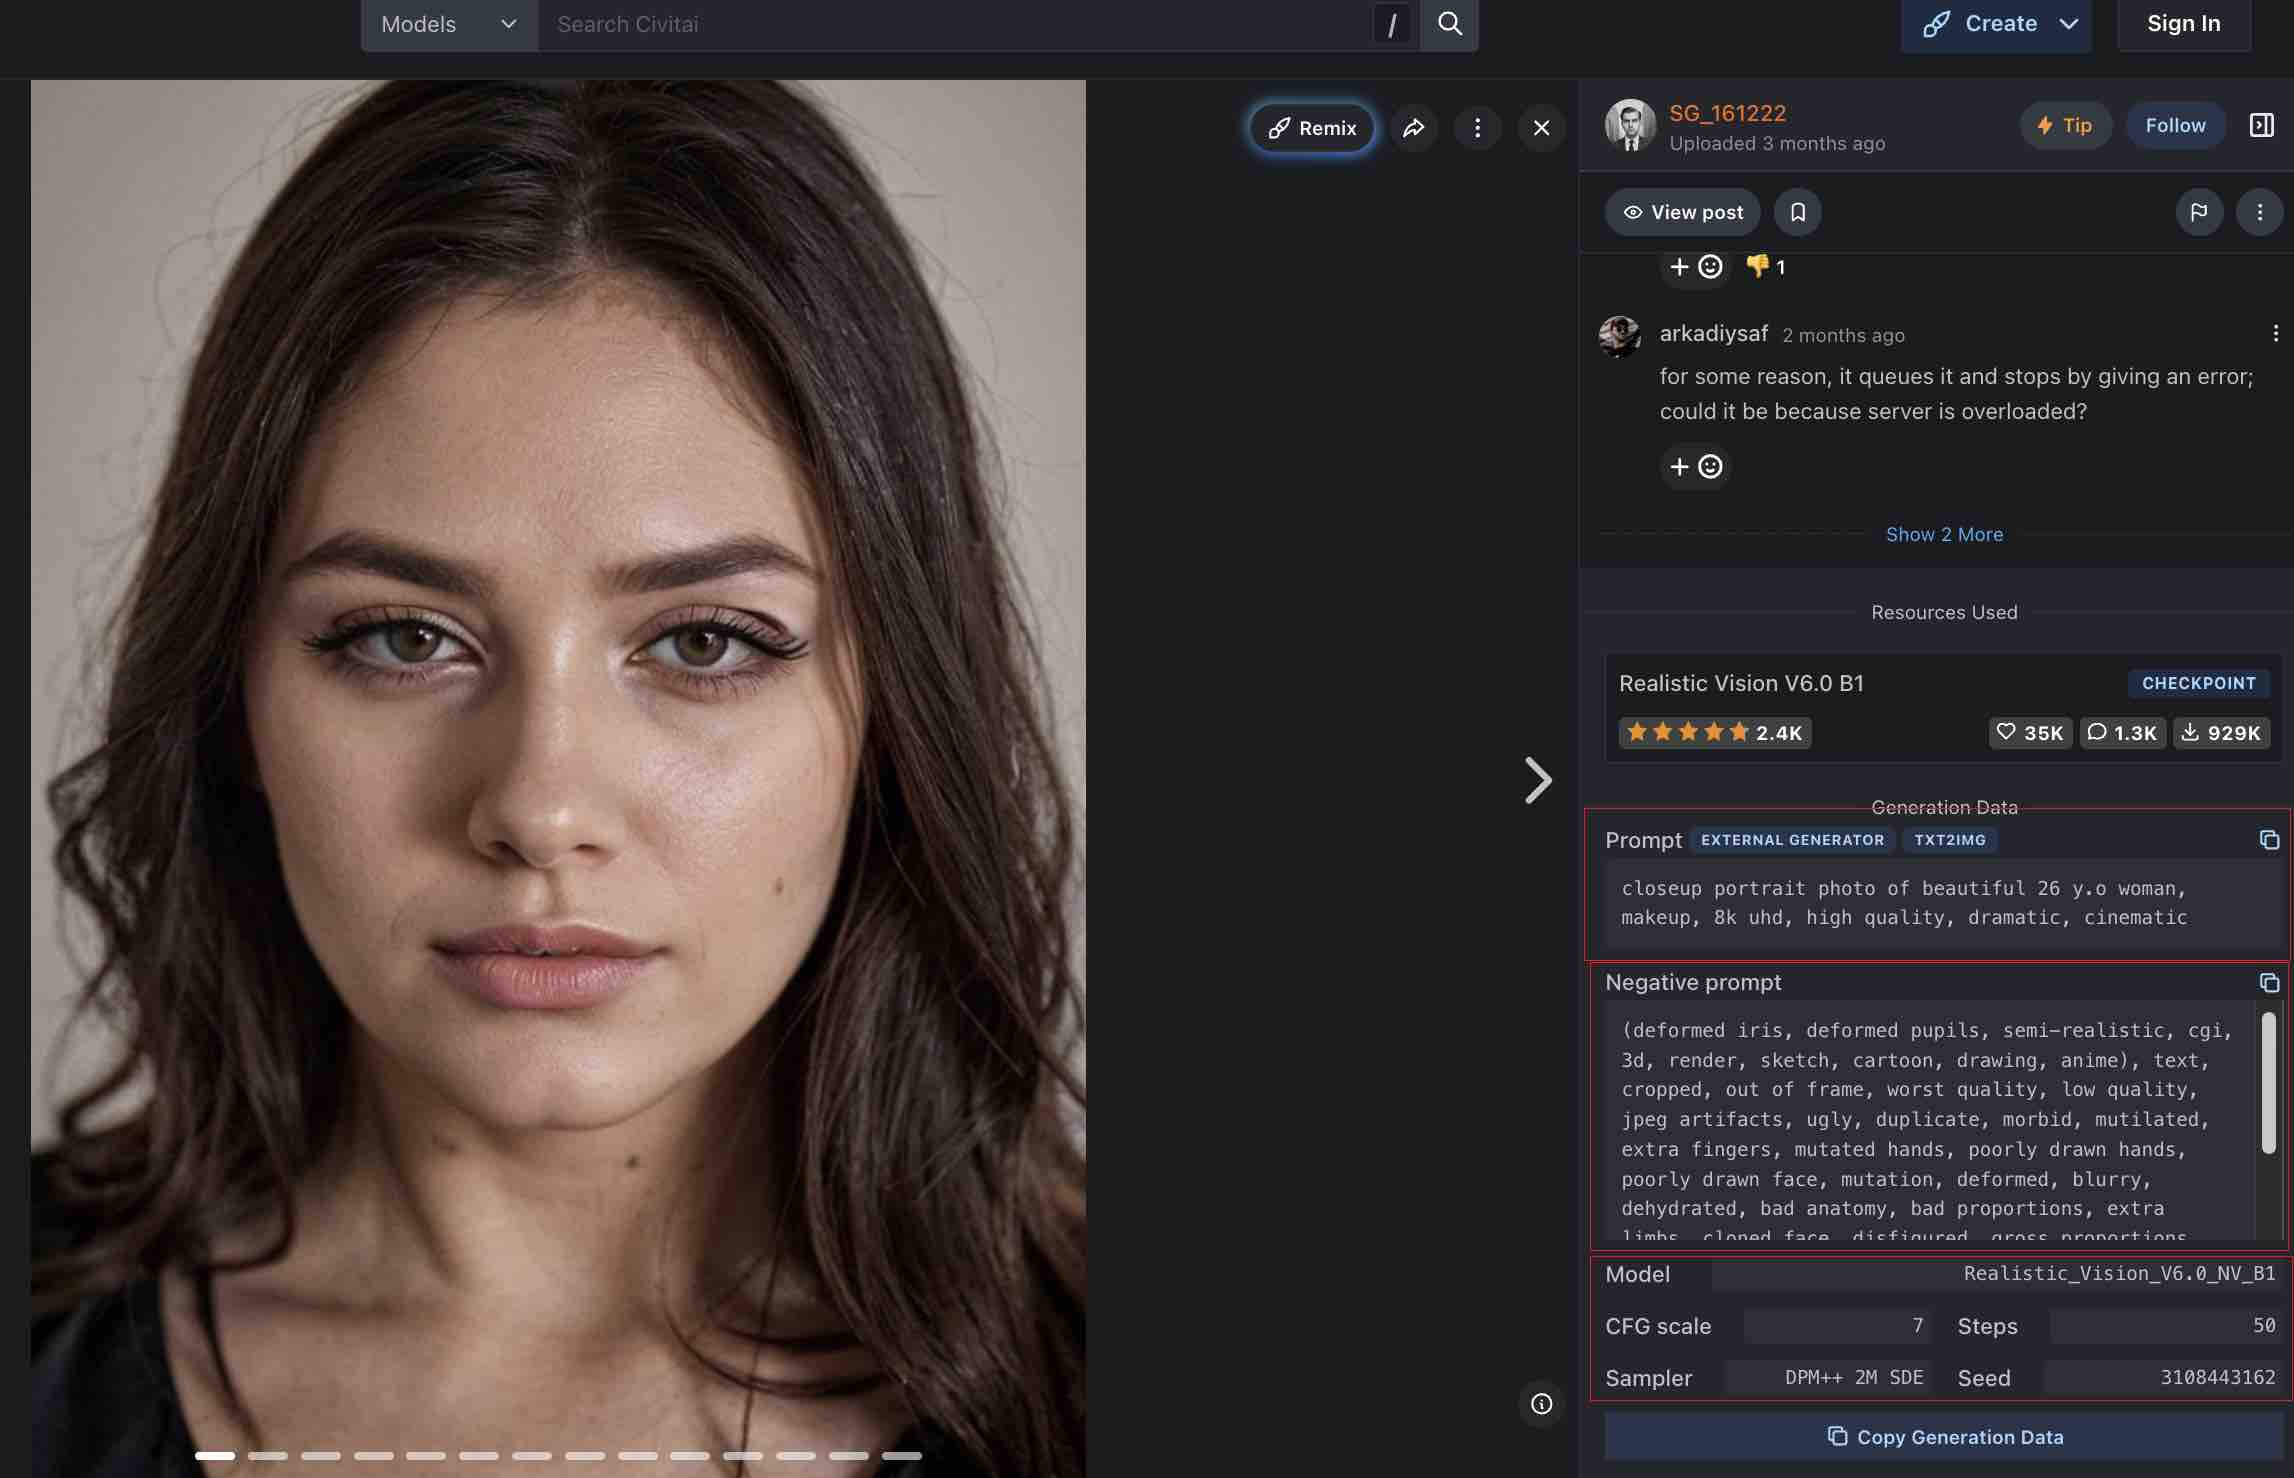 Models
Search Civitai
/
Create
Sign In
Remix
SG_161222
Uploaded 3 months ago
Tip
Follow
View post
1
arkadiysaf 2 months ago
for some reason, it queues it and stops by giving an error;
could it be because server is overloaded?
Show 2 More
Resources Used
Realistic Vision V6.0 B1
CHECKPOINT
2.4K
35K
1.3K
929K
Generation Data
Prompt EXTERNAL GENERATOR TXT2IMG
closeup portrait photo of beautiful 26 y.o woman,
makeup, 8k uhd, high quality, dramatic, cinematic
Negative prompt
(deformed iris, deformed pupils, semi-realistic, cgi,
3d, render, sketch, cartoon, drawing, anime), text,
cropped, out of frame, worst quality, low quality,
jpeg artifacts, ugly, duplicate, morbid, mutilated,
extra fingers, mutated hands, poorly drawn hands,
poorly drawn face, mutation, deformed, blurry,
dehydrated, bad anatomy, bad proportions, extra
limbs, cloned face, disfigured, gross proportions,
Model Realistic_Vision_V6.0_NV_B1
CFG scale 7 Steps 50
Sampler DPM++ 2M SDE Seed 3108443162
Copy Generation Data